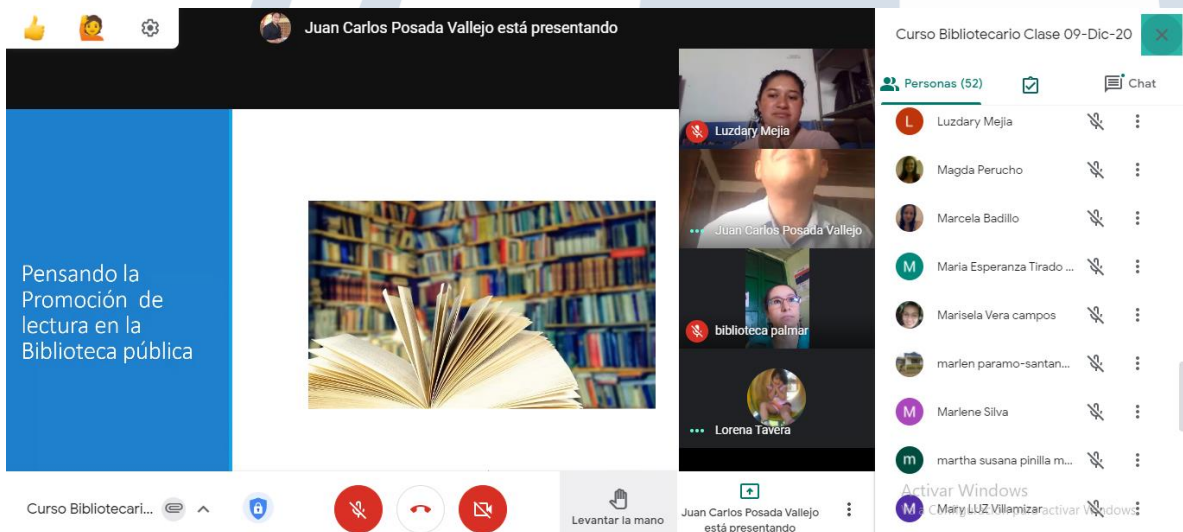 Juan Carlos Posada Vallejo está presentando
Pensando la
Promoción de
lectura en la
Biblioteca pública
Luzdary Mejia
Juan Carlos Posada Vallejo
biblioteca palmar
Lorena Tavera
Curso Bibliotecario Clase 09-Dic-20
Personas (52)
Chat
L
Luzdary Mejia
Magda Perucho
Marcela Badillo
M
Maria Esperanza Tirado ...
Marisela Vera campos
marlen paramo-santan...
M
Marlene Silva
m
martha susana pinilla m...
Activar Windows
M
Mary LUZ Villamizar
activar Windows.
Curso Bibliotecari...
Levantar la mano
Juan Carlos Posada Vallejo
está presentando